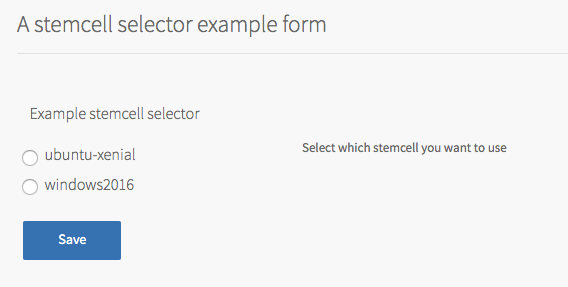 A stemcell selector example form
Example stemcell selector
ubuntu-xenial
Select which stemcell you want to use
windows2016
Save